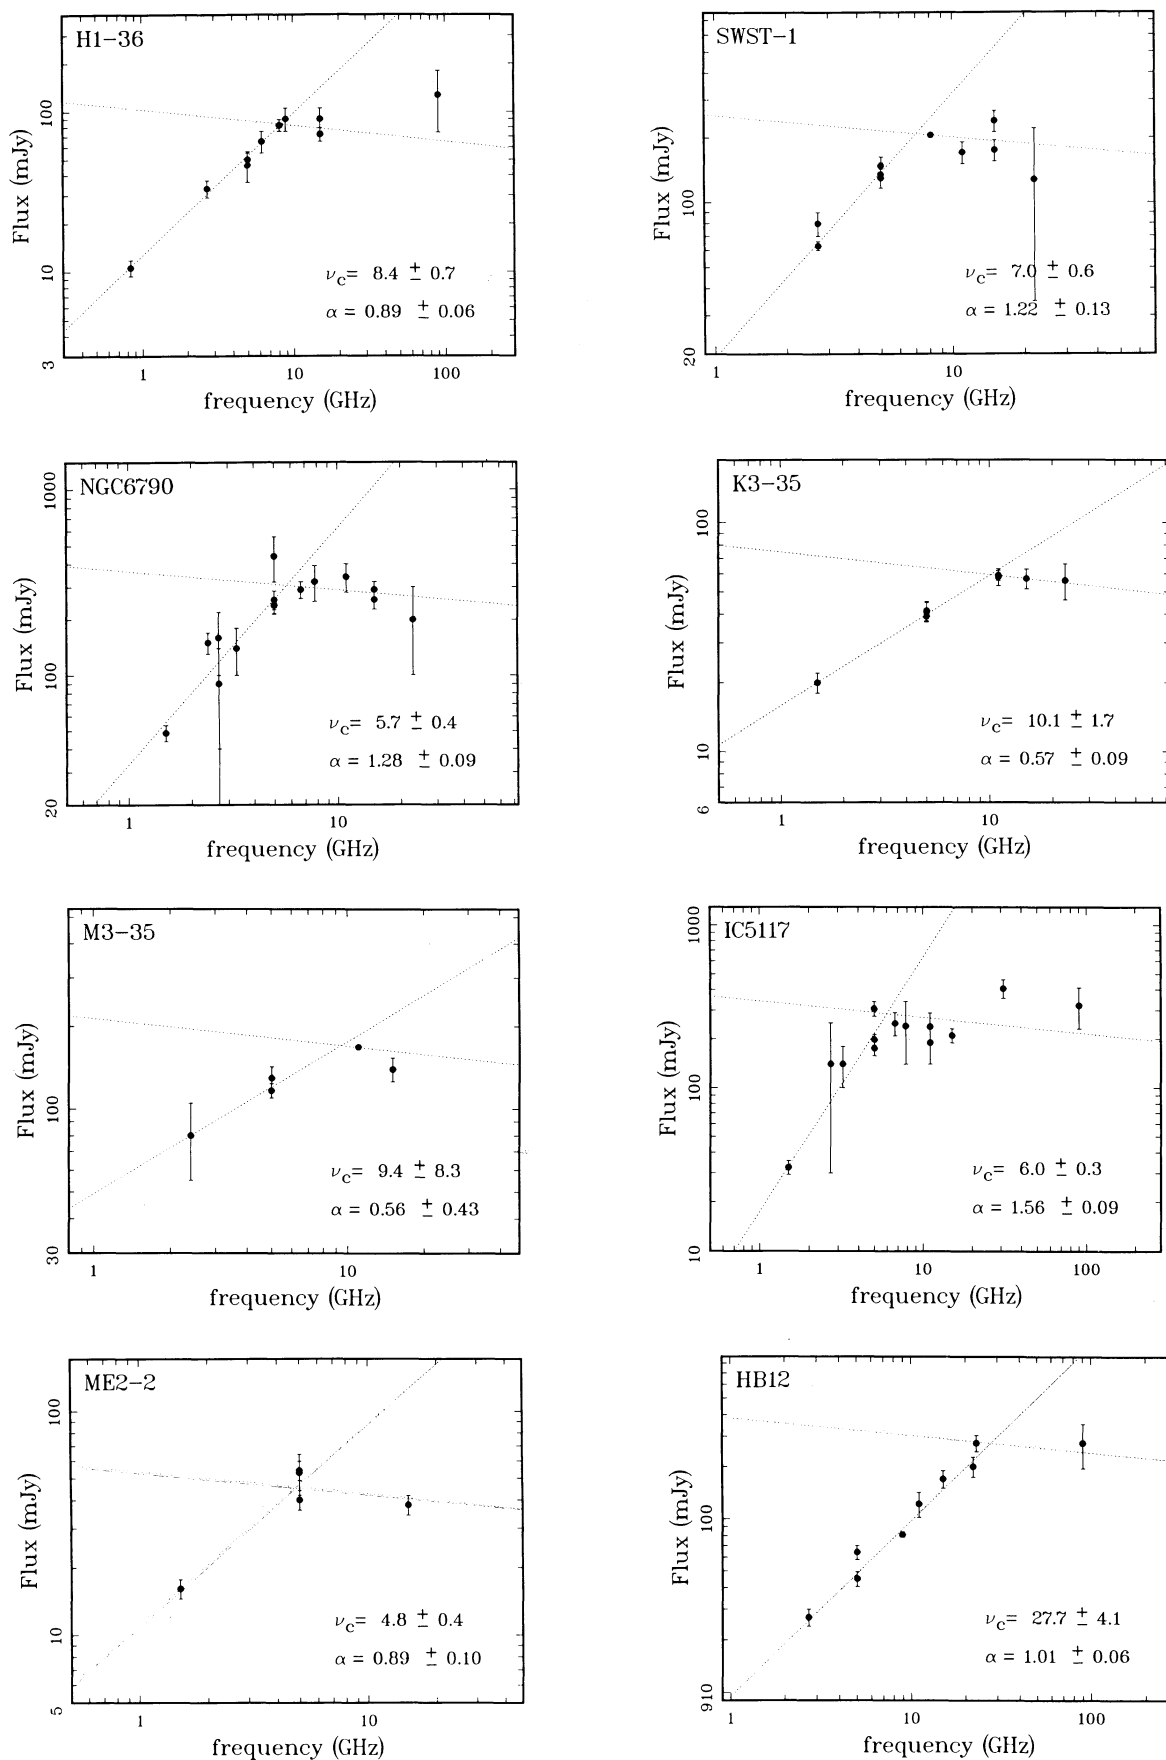 H1-36
Flux (mJy)
100
10
3
νc= 8.4 ± 0.7
α = 0.89 ± 0.06
1 10 100
frequency (GHz)
SWST-1
Flux (mJy)
100
20
νc= 7.0 ± 0.6
α = 1.22 ± 0.13
1 10
frequency (GHz)
NGC6790
Flux (mJy)
1000
100
20
νc= 5.7 ± 0.4
α = 1.28 ± 0.09
1 10
frequency (GHz)
K3-35
Flux (mJy)
100
10
6
νc= 10.1 ± 1.7
α = 0.57 ± 0.09
1 10
frequency (GHz)
M3-35
Flux (mJy)
100
30
νc= 9.4 ± 8.3
α = 0.56 ± 0.43
1 10
frequency (GHz)
IC5117
Flux (mJy)
1000
100
10
νc= 6.0 ± 0.3
α = 1.56 ± 0.09
1 10 100
frequency (GHz)
ME2-2
Flux (mJy)
100
10
5
νc= 4.8 ± 0.4
α = 0.89 ± 0.10
1 10
frequency (GHz)
HB12
Flux (mJy)
100
910
νc= 27.7 ± 4.1
α = 1.01 ± 0.06
1 10 100
frequency (GHz)